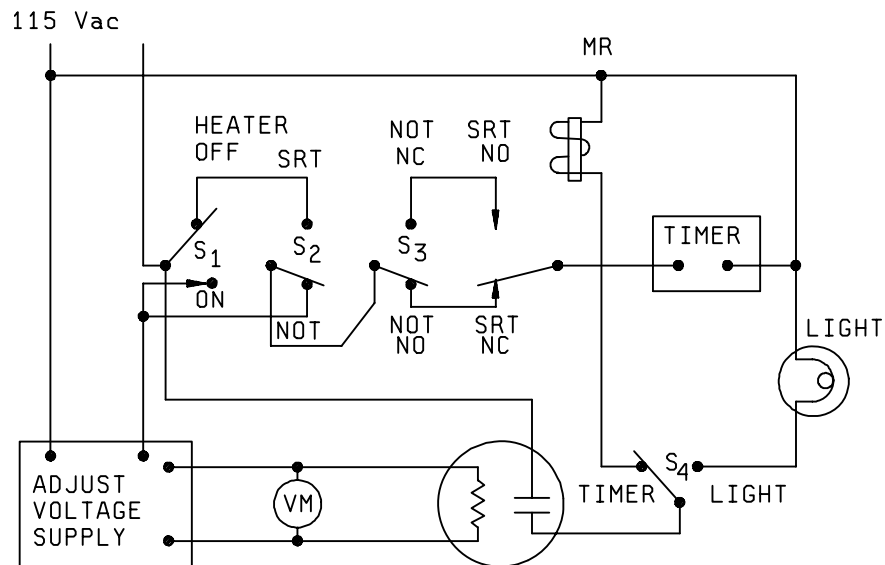 115 Vac
MR
HEATER
OFF
SRT
NOT
NC
SRT
NO
S1
S2
S3
TIMER
ON
NOT
NOT
NO
SRT
NC
LIGHT
S4
TIMER
LIGHT
ADJUST
VOLTAGE
SUPPLY
VM